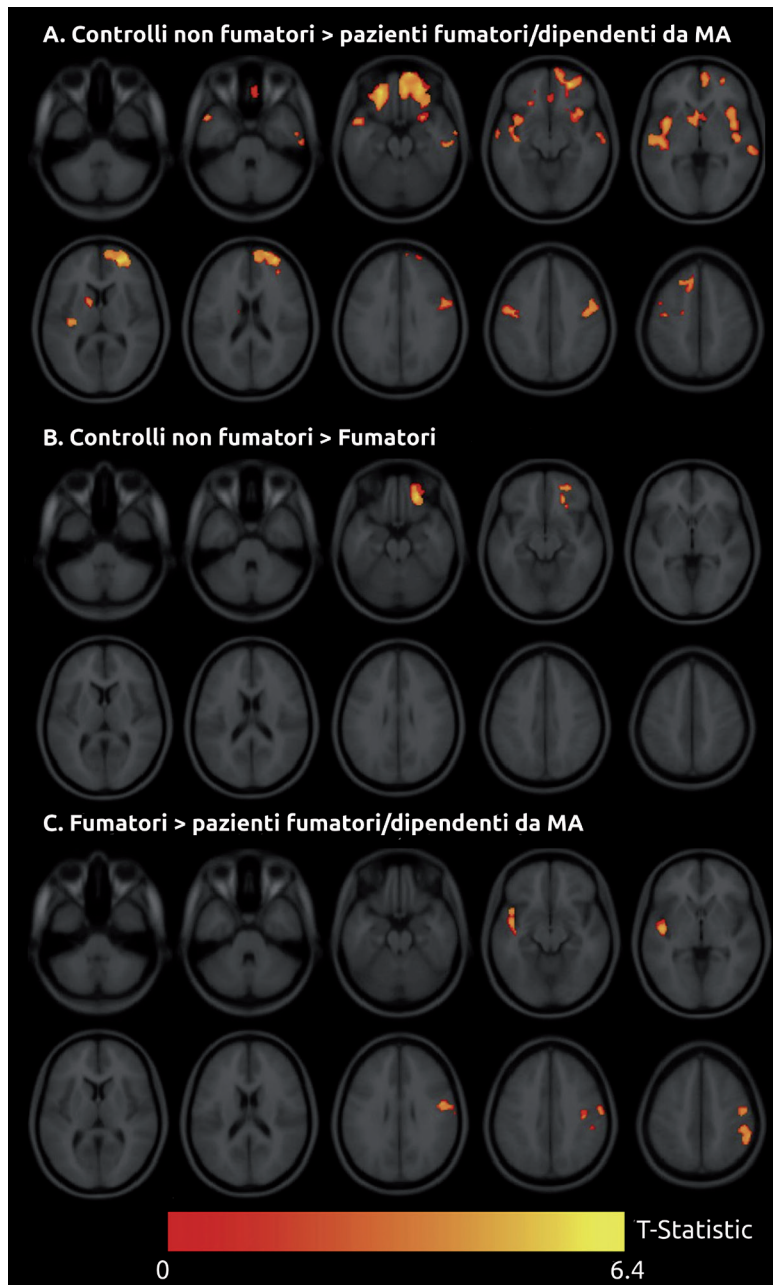 A. Controlli non fumatori > pazienti fumatori/dipendenti da MA
B. Controlli non fumatori > Fumatori
C. Fumatori > pazienti fumatori/dipendenti da MA
T-Statistic
0 6.4